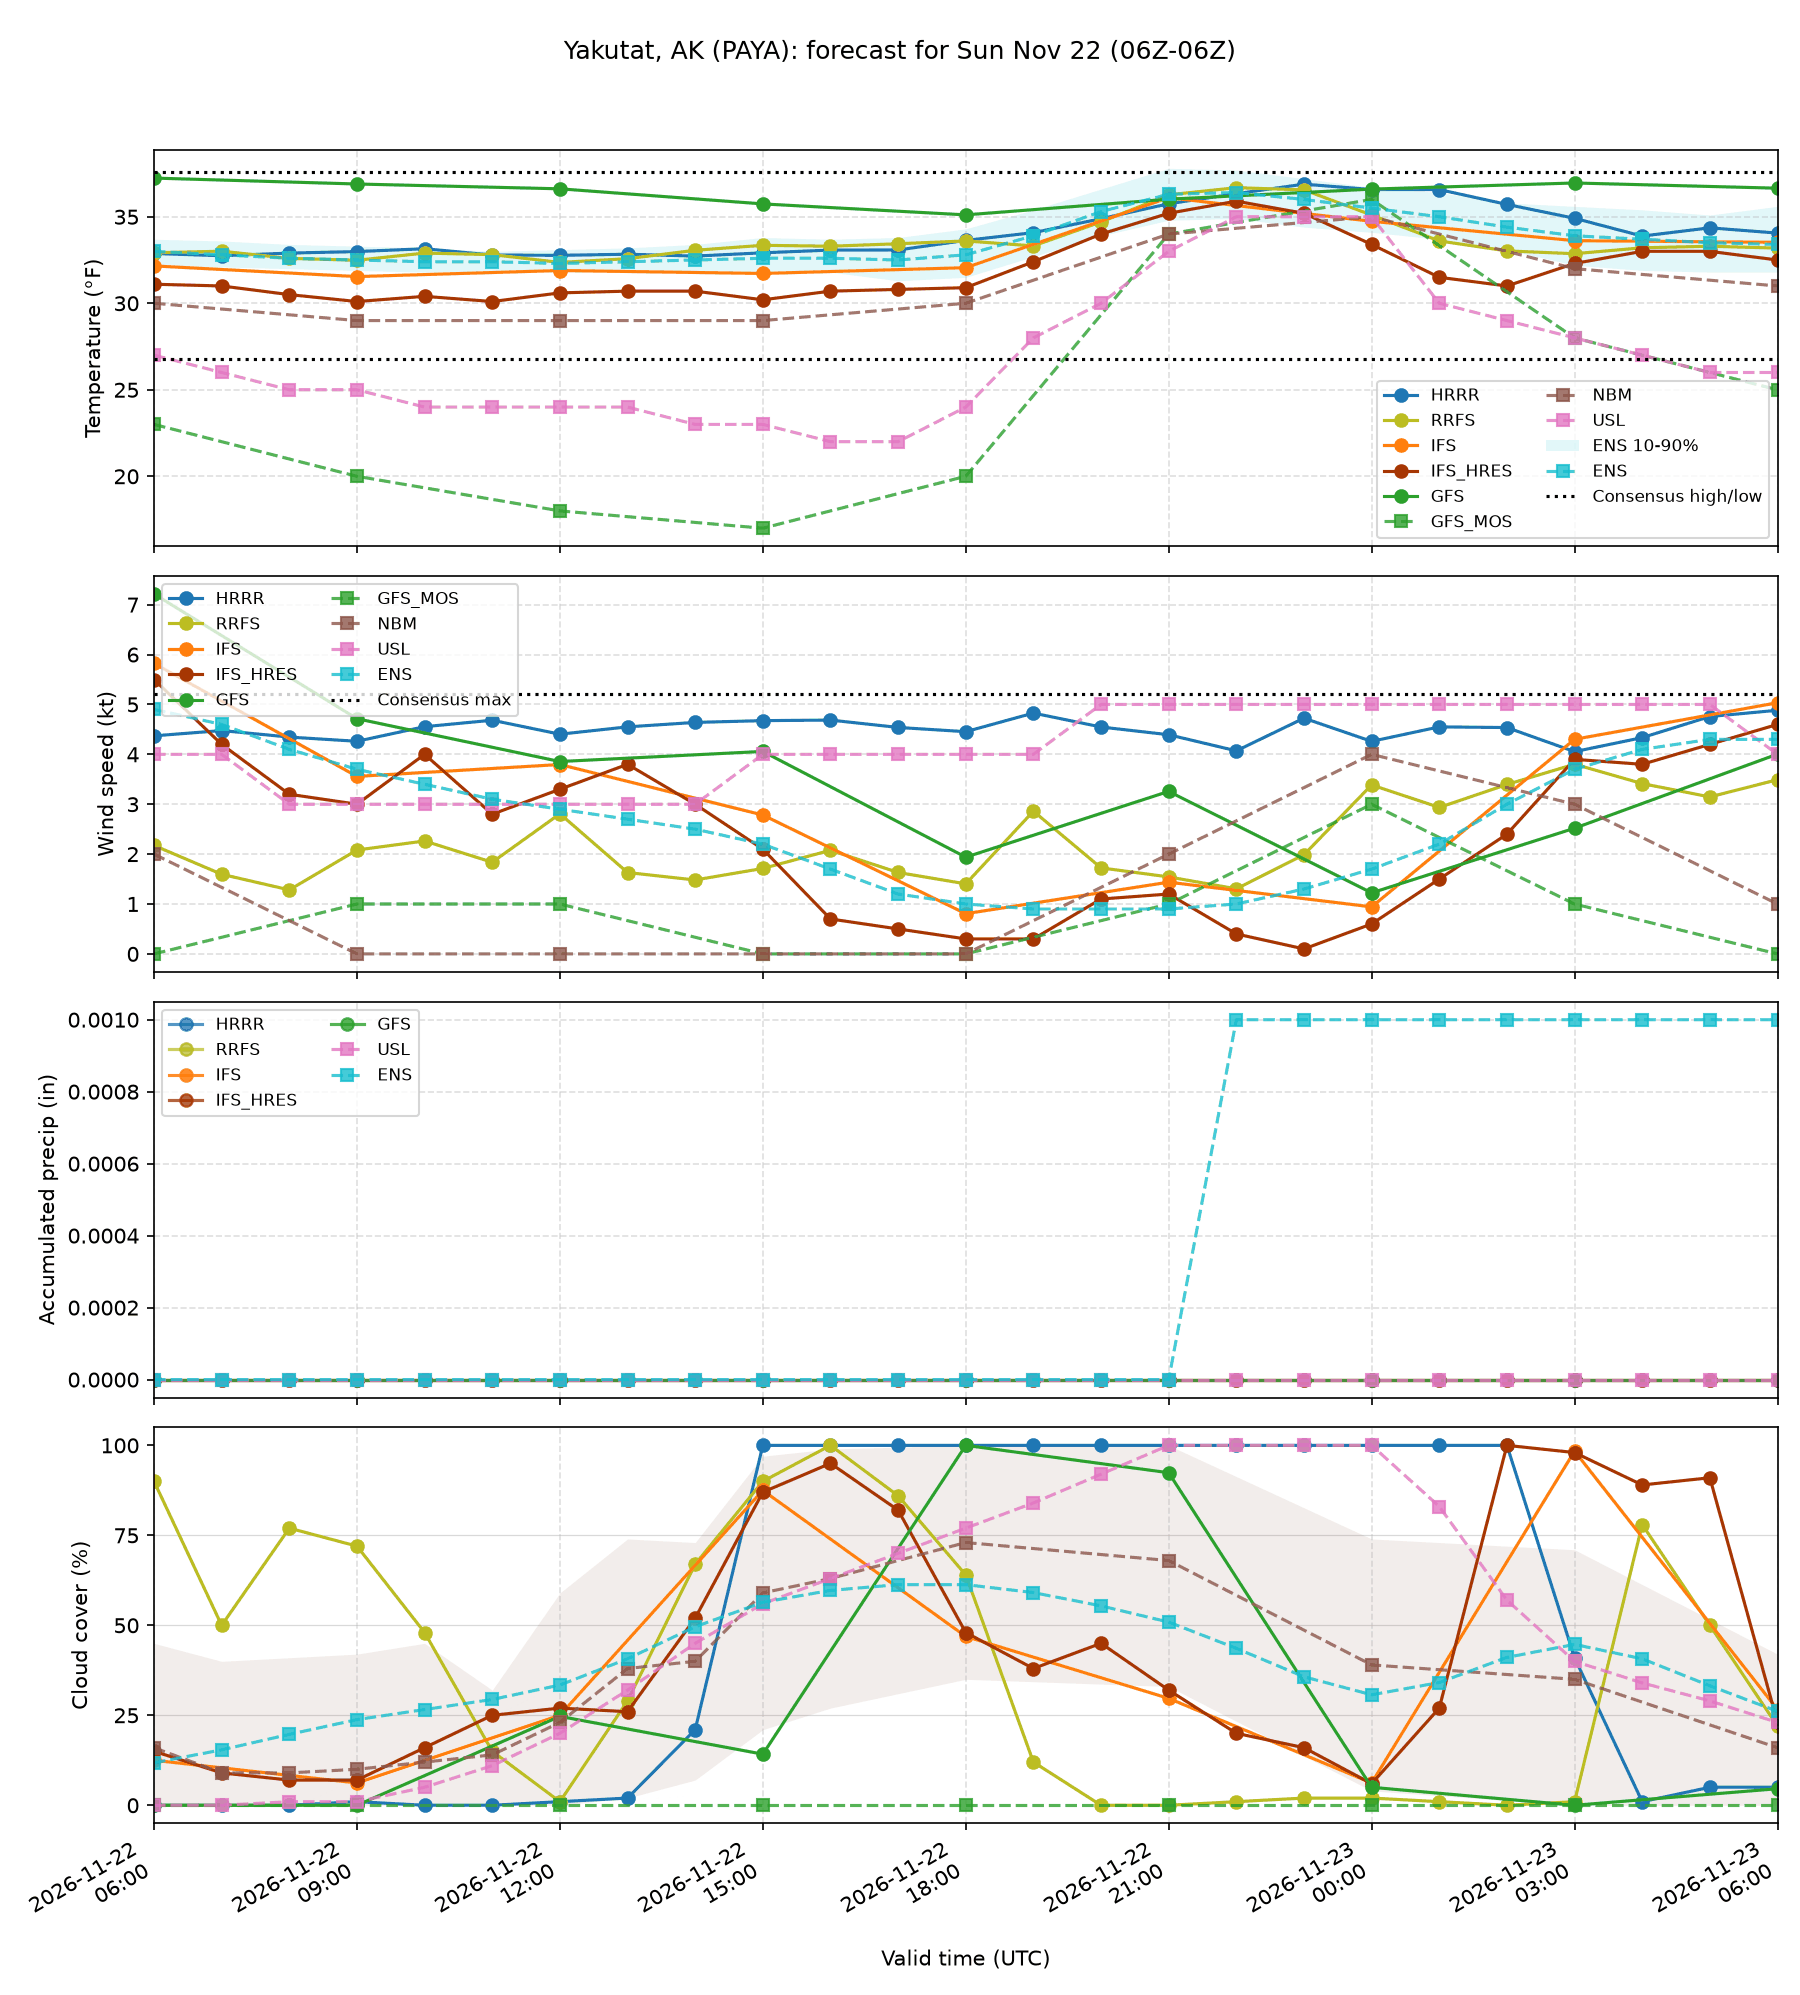 Yakutat, AK (PAYA): forecast for Sun Nov 22 (06Z-06Z)
Temperature (°F)
35
30
25
20
HRRR
RRFS
IFS
IFS_HRES
GFS
GFS_MOS
NBM
USL
ENS 10-90%
ENS
Consensus high/low
Wind speed (kt)
7
6
5
4
3
2
1
0
HRRR
RRFS
IFS
IFS_HRES
GFS
GFS_MOS
NBM
USL
ENS
Consensus max
Accumulated precip (in)
0.0010
0.0008
0.0006
0.0004
0.0002
0.0000
HRRR
RRFS
IFS
IFS_HRES
GFS
USL
ENS
Cloud cover (%)
100
75
50
25
0
2026-11-22
06:00
2026-11-22
09:00
2026-11-22
12:00
2026-11-22
15:00
2026-11-22
18:00
2026-11-22
21:00
2026-11-23
00:00
2026-11-23
03:00
2026-11-23
06:00
Valid time (UTC)